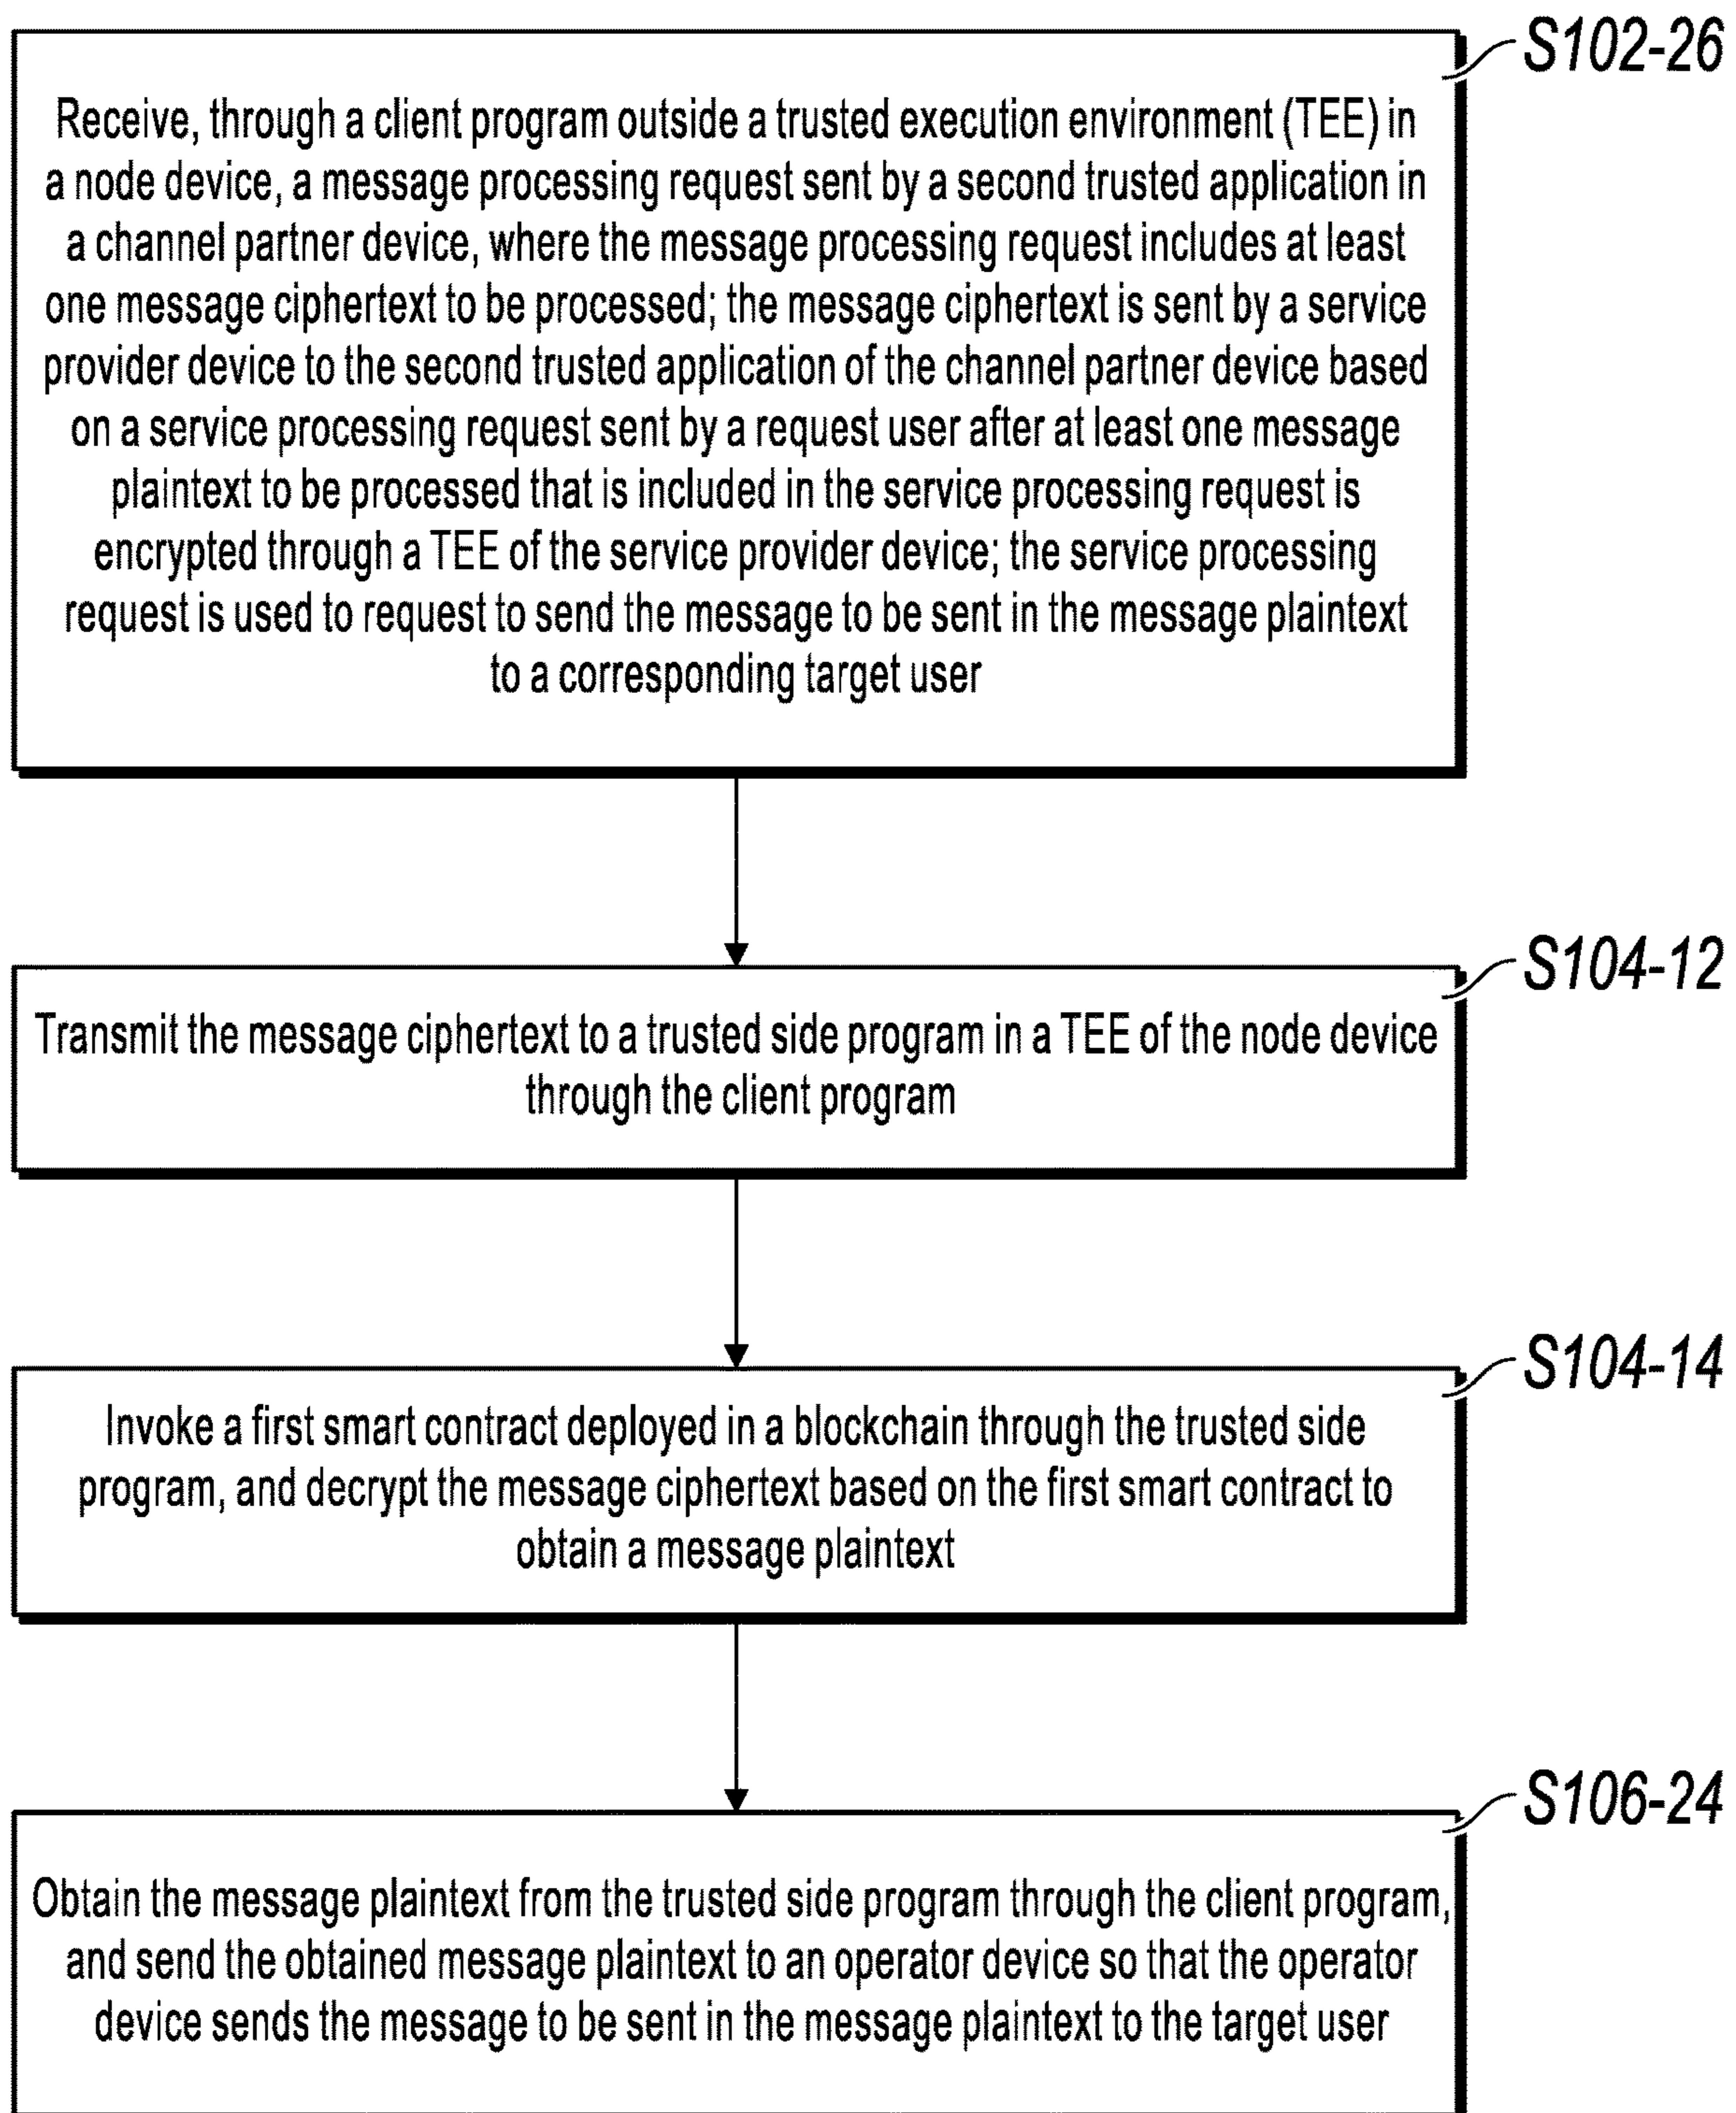 S102-26
Receive, through a client program outside a trusted execution environment (TEE) in
a node device, a message processing request sent by a second trusted application in
a channel partner device, where the message processing request includes at least
one message ciphertext to be processed; the message ciphertext is sent by a service
provider device to the second trusted application of the channel partner device based
on a service processing request sent by a request user after at least one message
plaintext to be processed that is included in the service processing request is
encrypted through a TEE of the service provider device; the service processing
request is used to request to send the message to be sent in the message plaintext
to a corresponding target user
S104-12
Transmit the message ciphertext to a trusted side program in a TEE of the node device
through the client program
S104-14
Invoke a first smart contract deployed in a blockchain through the trusted side
program, and decrypt the message ciphertext based on the first smart contract to
obtain a message plaintext
S106-24
Obtain the message plaintext from the trusted side program through the client program,
and send the obtained message plaintext to an operator device so that the operator
device sends the message to be sent in the message plaintext to the target user